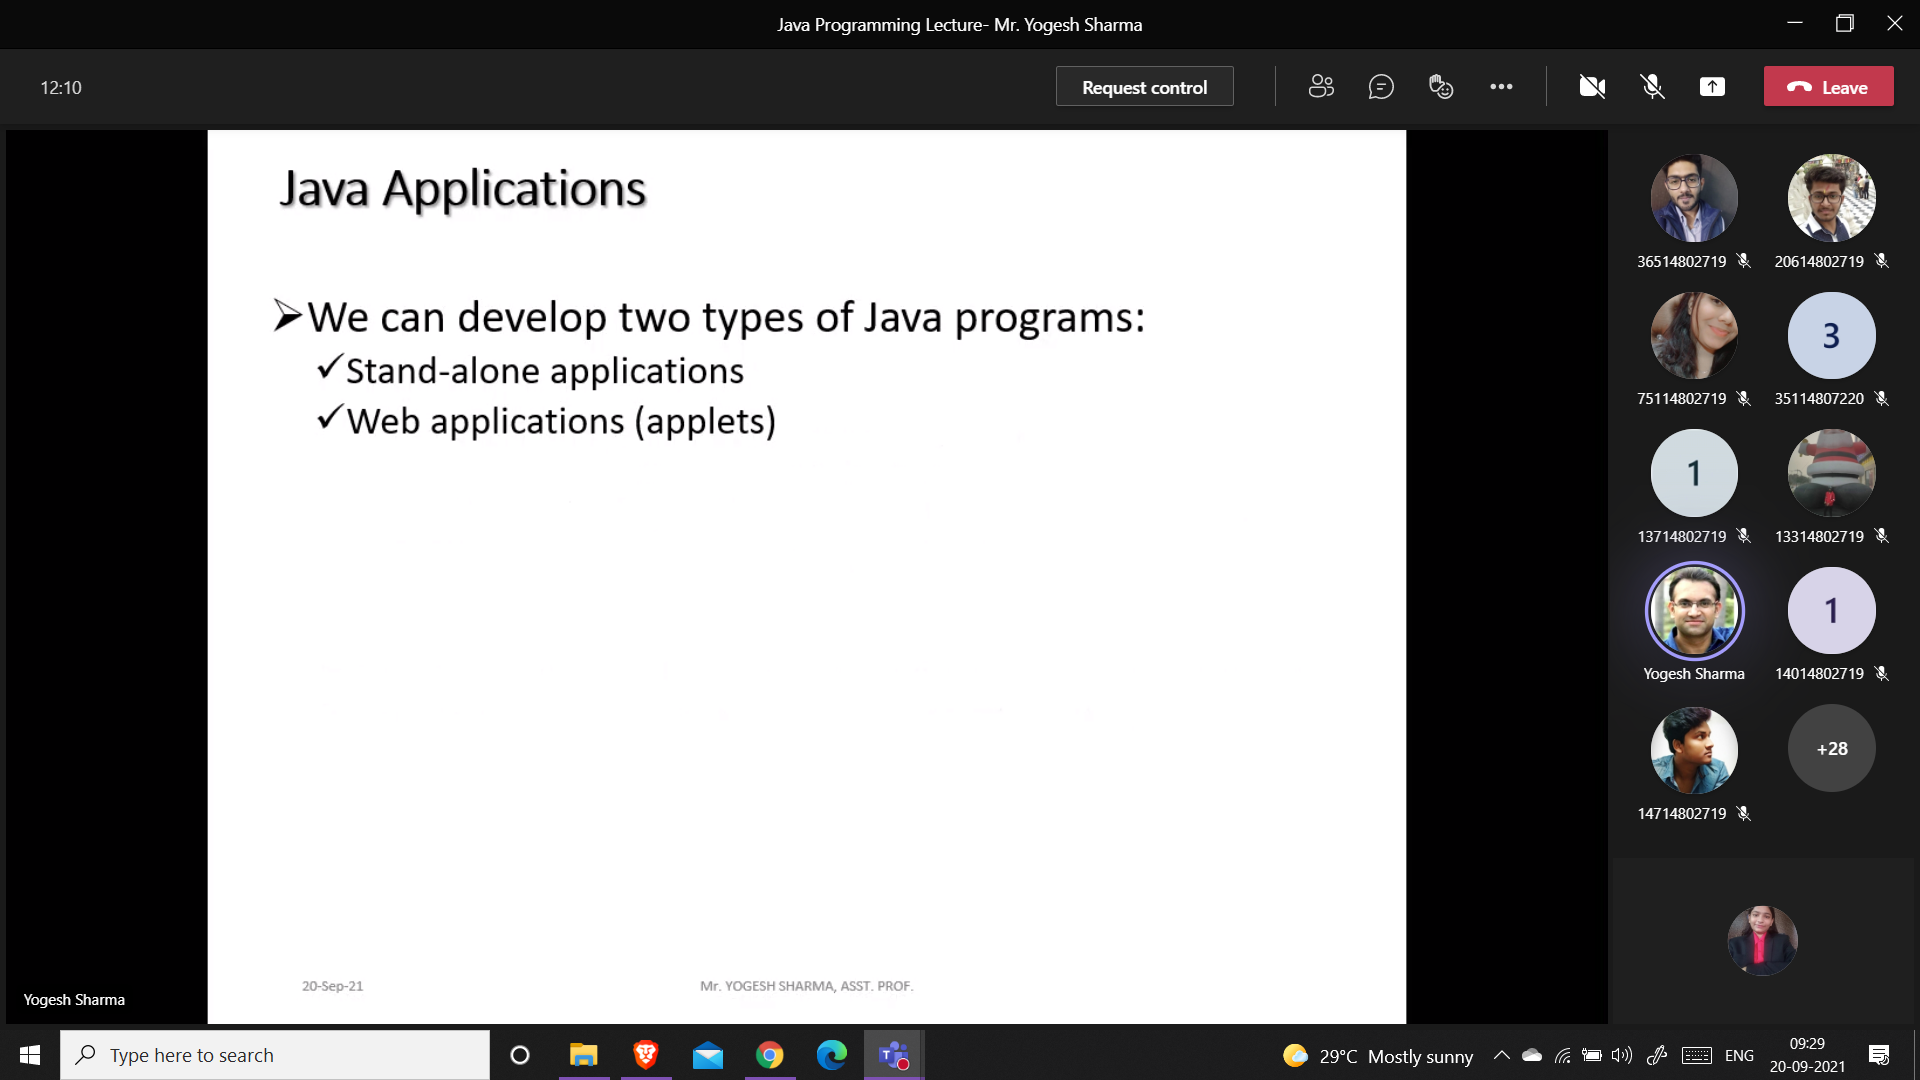 Java Programming Lecture- Mr. Yogesh Sharma
12:10
Request control
Leave
Java Applications
➢We can develop two types of Java programs:
✓Stand-alone applications
✓Web applications (applets)
20-Sep-21
Mr. YOGESH SHARMA, ASST. PROF.
Yogesh Sharma
36514802719
20614802719
75114802719
3
35114807220
1
13714802719
13314802719
Yogesh Sharma
1
14014802719
14714802719
+28
Type here to search
29°C Mostly sunny
ENG
09:29
20-09-2021